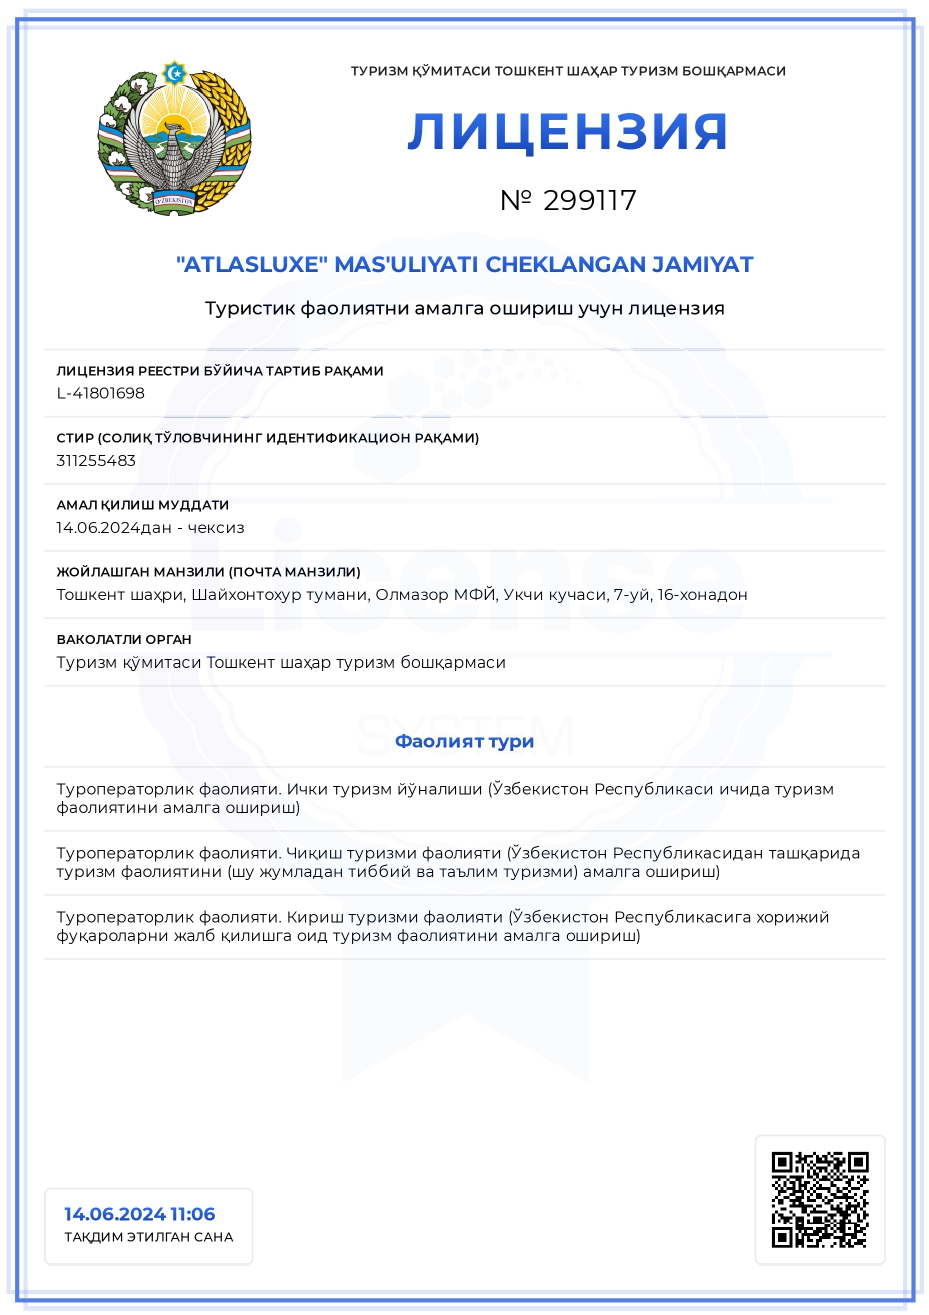 ТУРИЗМ ҚЎМИТАСИ ТОШКЕНТ ШАҲАР ТУРИЗМ БОШҚАРМАСИ
ЛИЦЕНЗИЯ
№ 299117
O'ZBEKISTON
"ATLASLUXE" MAS'ULIYATI CHEKLANGAN JAMIYAT
Туристик фаолиятни амалга ошириш учун лицензия
ЛИЦЕНЗИЯ РЕЕСТРИ БЎЙИЧА ТАРТИБ РАҚАМИ
L-41801698
СТИР (СОЛИҚ ТЎЛОВЧИНИНГ ИДЕНТИФИКАЦИОН РАҚАМИ)
311255483
АМАЛ ҚИЛИШ МУДДАТИ
14.06.2024дан - чексиз
License
ЖОЙЛАШГАН МАНЗИЛИ (ПОЧТА МАНЗИЛИ)
Тошкент шаҳри, Шайхонтоҳур тумани, Олмазор МФЙ, Укчи кучаси, 7-уй, 16-хонадон
ВАКОЛАТЛИ ОРГАН
Туризм қўмитаси Тошкент шаҳар туризм бошқармаси
SYSTEM
Фаолият тури
Туроператорлик фаолияти. Ички туризм йўналиши (Ўзбекистон Республикаси ичида туризм
фаолиятини амалга ошириш)
Туроператорлик фаолияти. Чиқиш туризми фаолияти (Ўзбекистон Республикасидан ташқарида
туризм фаолиятини (шу жумладан тиббий ва таълим туризми) амалга ошириш)
Туроператорлик фаолияти. Кириш туризми фаолияти (Ўзбекистон Республикасига хорижий
фуқароларни жалб қилишга оид туризм фаолиятини амалга ошириш)
14.06.2024 11:06
ТАҚДИМ ЭТИЛГАН САНА